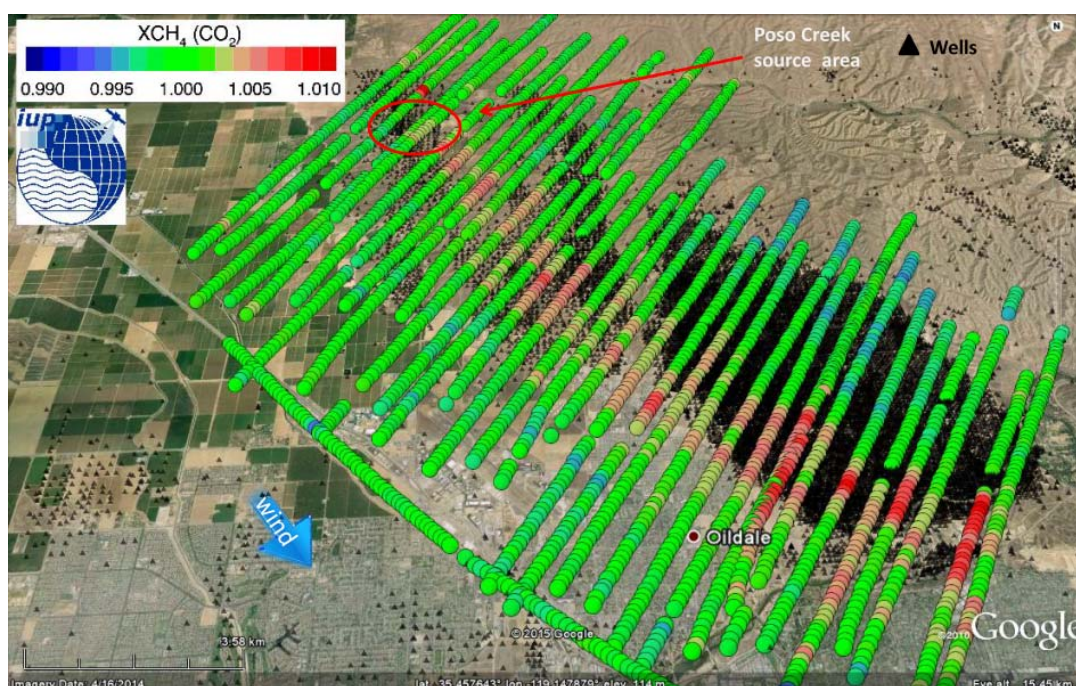 XCH₄ (CO₂)
0.990 0.995 1.000 1.005 1.010
iup
Poso Creek
source area
Wells
N
wind
Oildale
3.58 km
© 2015 Google
©2010 Google
Imagery Date 4/16/2014
lat 35.457643° lon -119.147879° elev 114 m
Eye alt 15.45 km